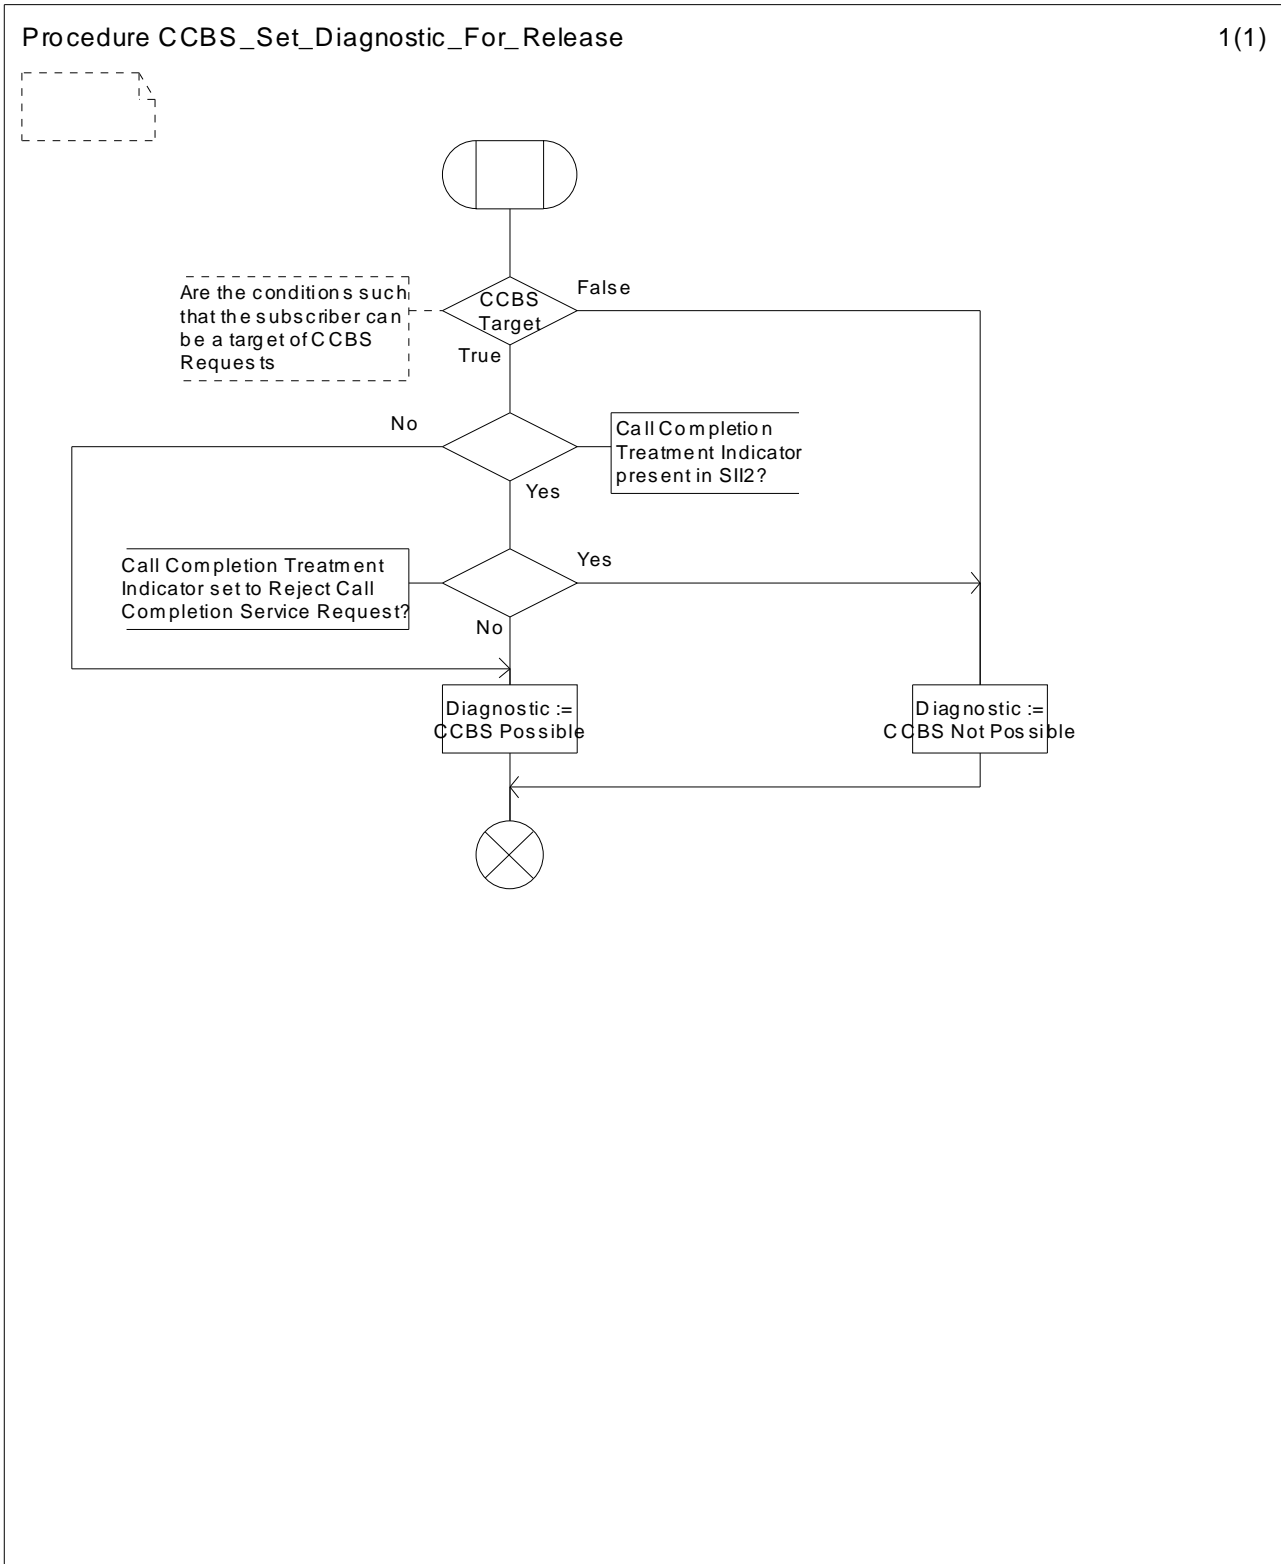 Procedure CCBS_Set_Diagnostic_For_Release
1(1)
Are the conditions such
that the subscriber can
be a target of CCBS
Requests
CCBS
Target
False
True
No
Call Completion
Treatment Indicator
present in SII2?
Yes
Call Completion Treatment
Indicator set to Reject Call
Completion Service Request?
Yes
No
Diagnostic :=
CCBS Possible
Diagnostic :=
CCBS Not Possible